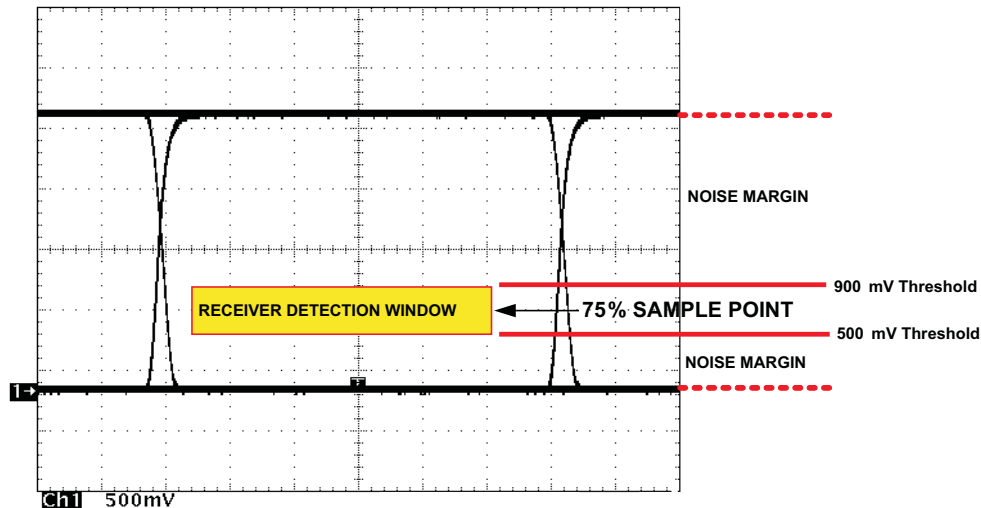 NOISE MARGIN
900 mV Threshold
RECEIVER DETECTION WINDOW
75% SAMPLE POINT
500 mV Threshold
NOISE MARGIN
T
1
Ch1 500mV